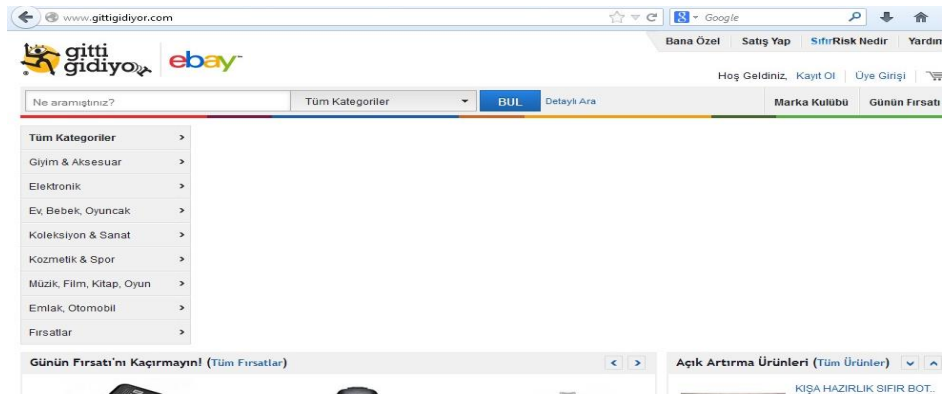 www.gittigidiyor.com
Google
Bana Özel Satış Yap SıfırRisk Nedir Yardım
gitti gidiyor
ebay
Hoş Geldiniz, Kayıt Ol Üye Girişi
Ne aramıştınız? Tüm Kategoriler BUL Detaylı Ara
Marka Kulübü Günün Fırsatı
Tüm Kategoriler
Giyim & Aksesuar
Elektronik
Ev, Bebek, Oyuncak
Koleksiyon & Sanat
Kozmetik & Spor
Müzik, Film, Kitap, Oyun
Emlak, Otomobil
Fırsatlar
Günün Fırsatı'nı Kaçırmayın! (Tüm Fırsatlar)
Açık Artırma Ürünleri (Tüm Ürünler)
KIŞA HAZIRLIK SIFIR BOT..